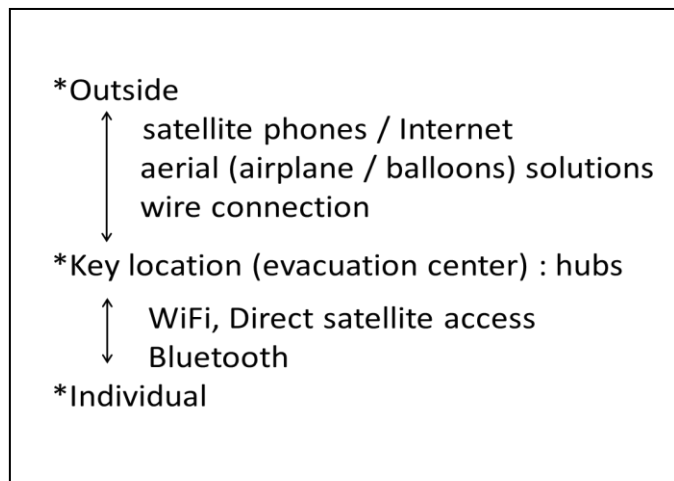 *Outside
satellite phones / Internet
aerial (airplane / balloons) solutions
wire connection
*Key location (evacuation center) : hubs
WiFi, Direct satellite access
Bluetooth
*Individual